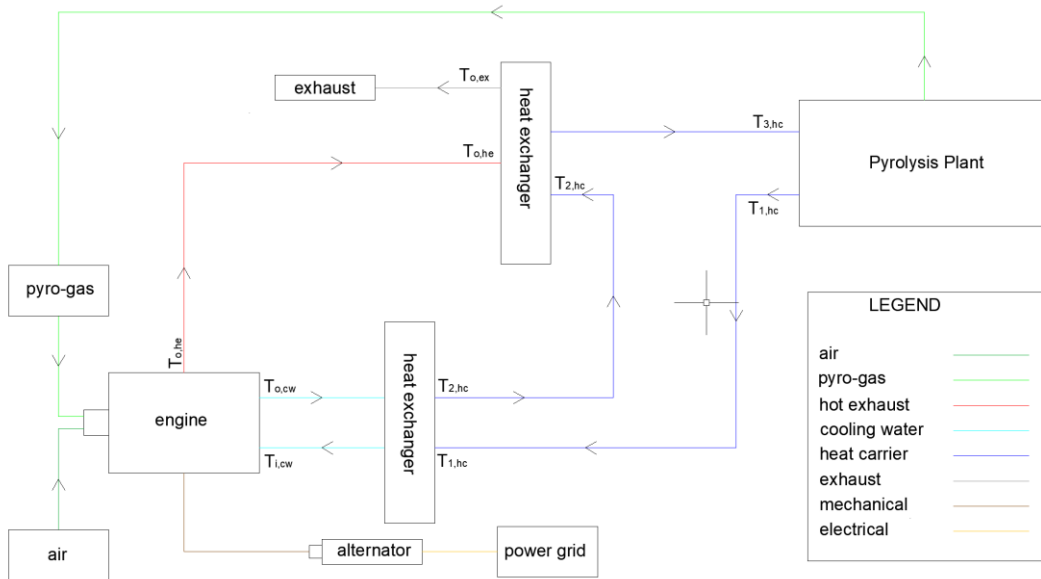 exhaust
To,ex
heat exchanger
To,he
T2,hc
T3,hc
T1,hc
Pyrolysis Plant
pyro-gas
To,he
engine
To,cw
Ti,cw
heat exchanger
T2,hc
T1,hc
air
alternator
power grid
LEGEND
air
pyro-gas
hot exhaust
cooling water
heat carrier
exhaust
mechanical
electrical